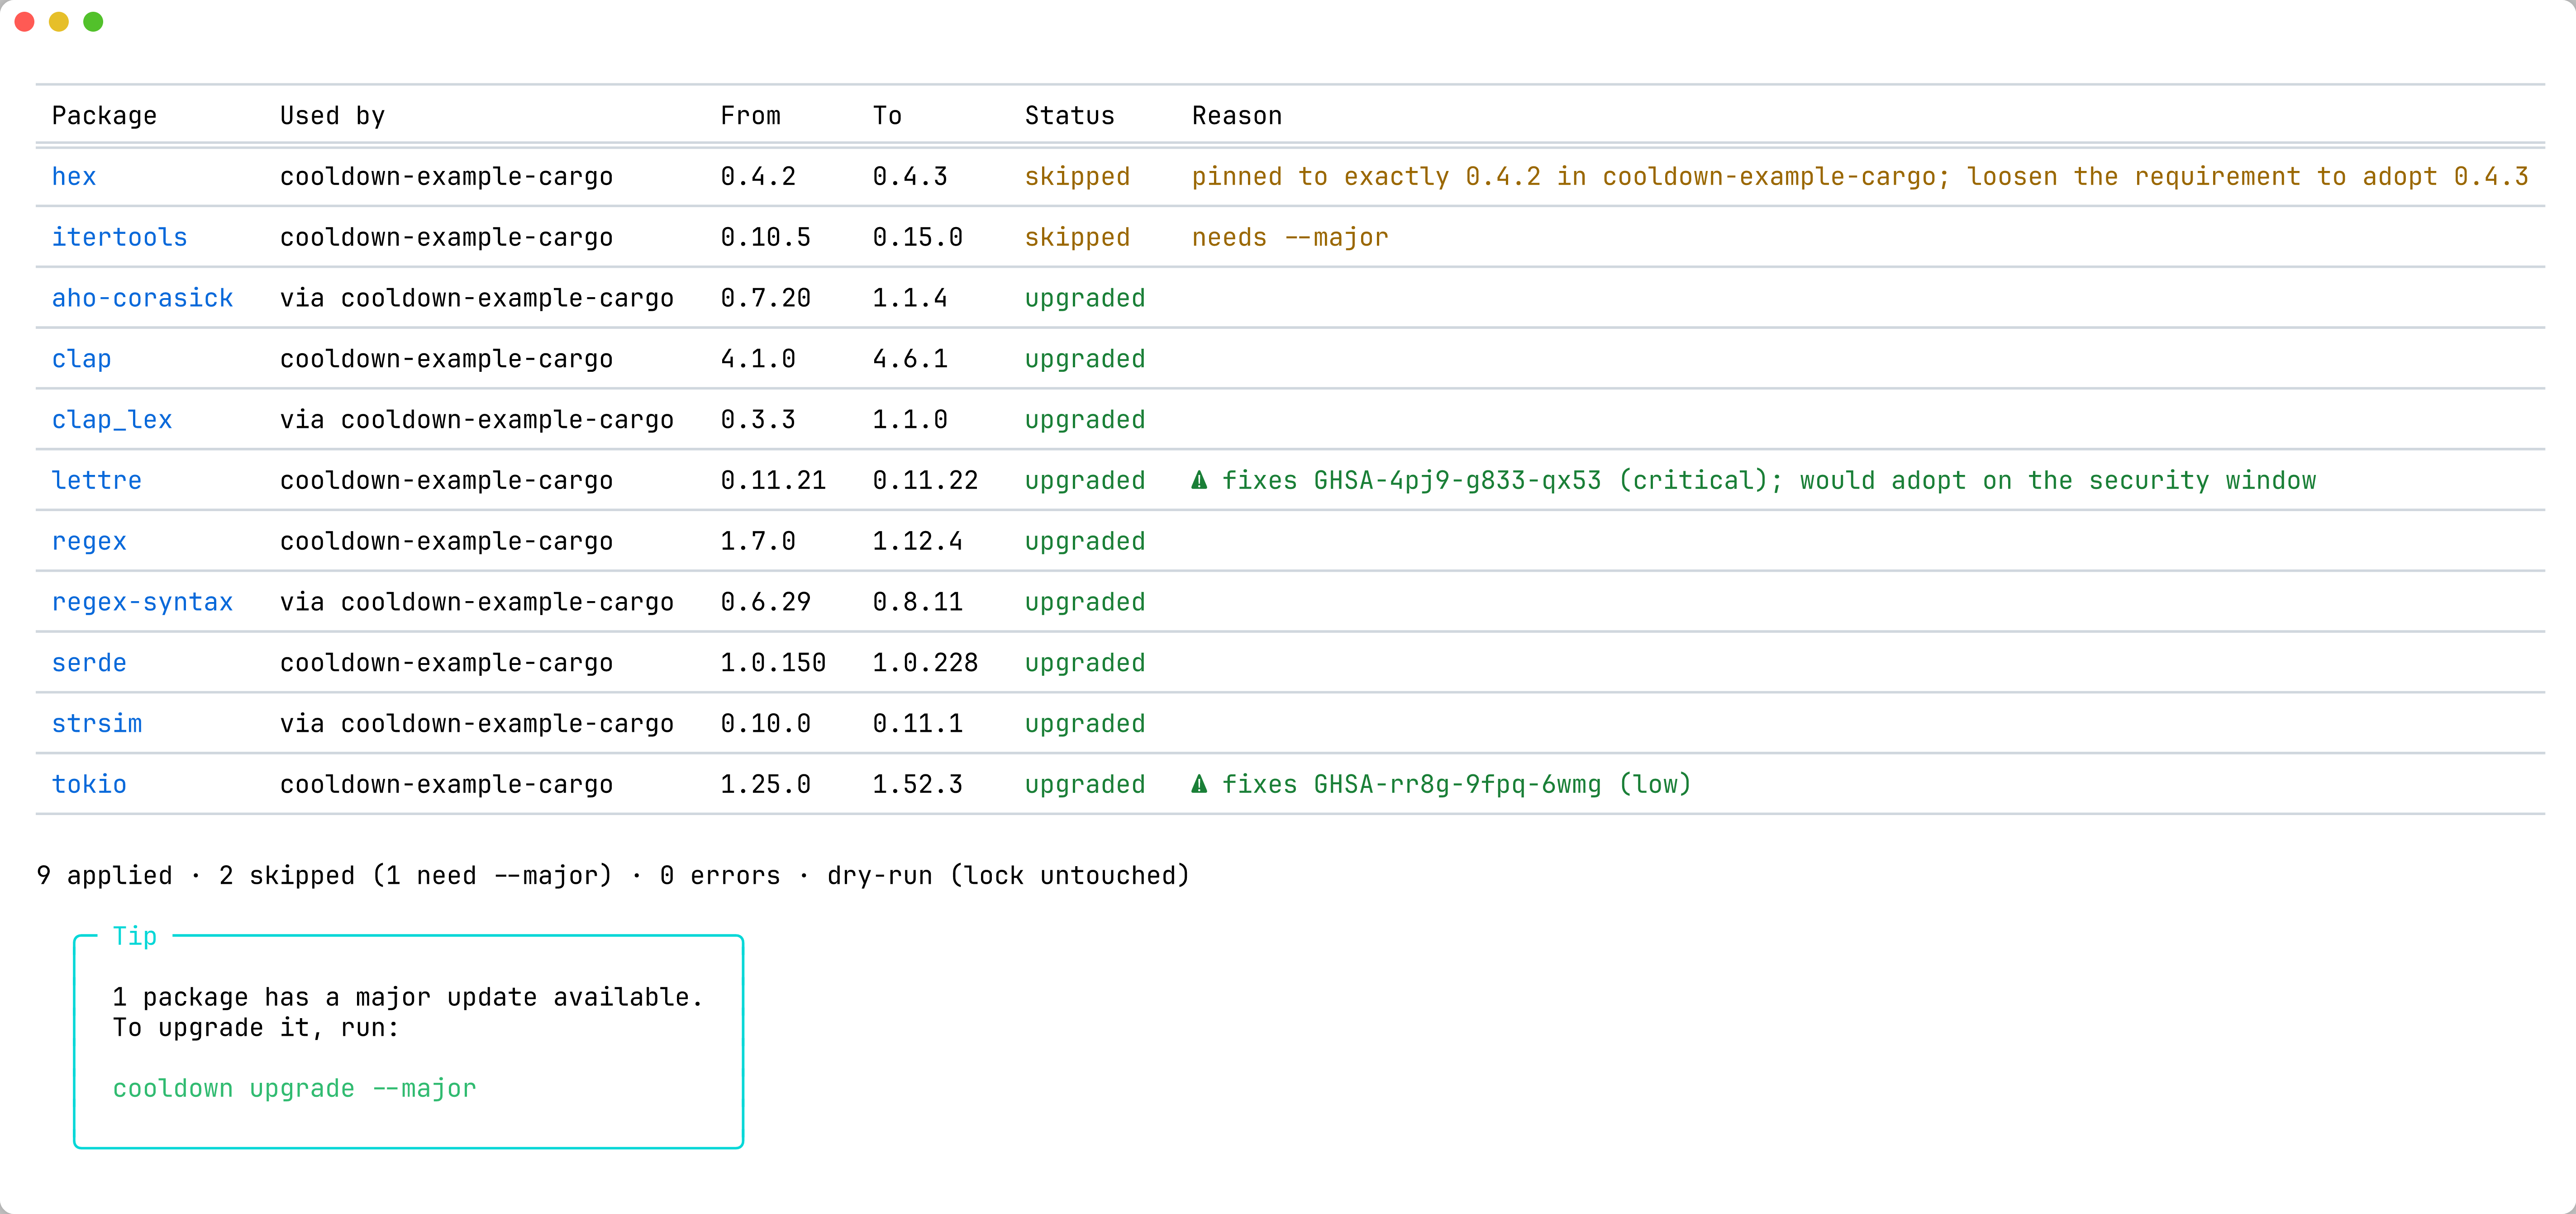 Package Used by From To Status Reason
hex cooldown-example-cargo 0.4.2 0.4.3 skipped pinned to exactly 0.4.2 in cooldown-example-cargo; loosen the requirement to adopt 0.4.3
itertools cooldown-example-cargo 0.10.5 0.15.0 skipped needs --major
aho-corasick via cooldown-example-cargo 0.7.20 1.1.4 upgraded
clap cooldown-example-cargo 4.1.0 4.6.1 upgraded
clap_lex via cooldown-example-cargo 0.3.3 1.1.0 upgraded
lettre cooldown-example-cargo 0.11.21 0.11.22 upgraded ⚠ fixes GHSA-4pj9-g833-qx53 (critical); would adopt on the security window
regex cooldown-example-cargo 1.7.0 1.12.4 upgraded
regex-syntax via cooldown-example-cargo 0.6.29 0.8.11 upgraded
serde cooldown-example-cargo 1.0.150 1.0.228 upgraded
strsim via cooldown-example-cargo 0.10.0 0.11.1 upgraded
tokio cooldown-example-cargo 1.25.0 1.52.3 upgraded ⚠ fixes GHSA-rr8g-9fpq-6wmg (low)
9 applied · 2 skipped (1 need --major) · 0 errors · dry-run (lock untouched)
Tip
1 package has a major update available.
To upgrade it, run:
cooldown upgrade --major